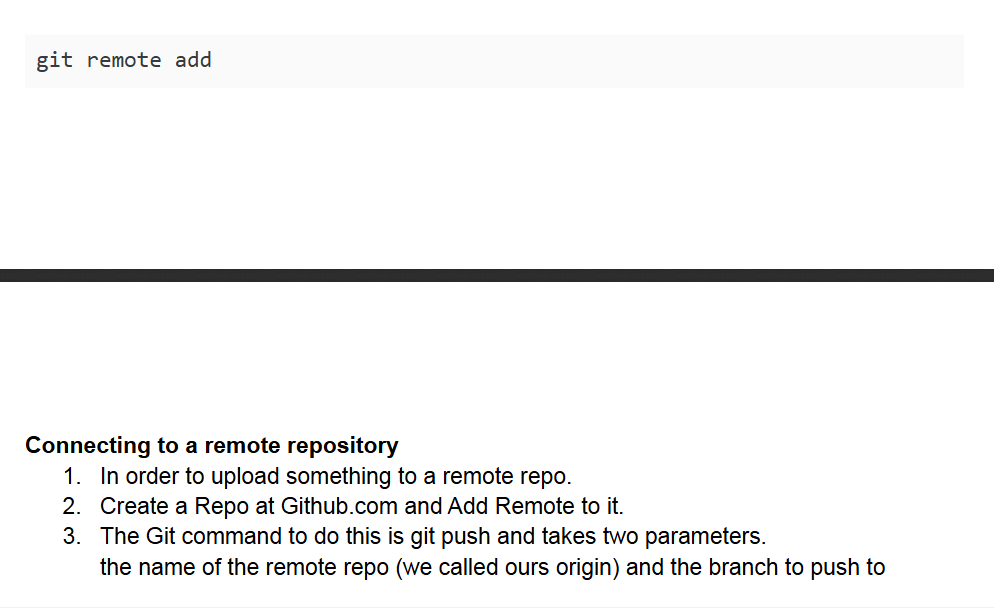 git remote add
Connecting to a remote repository
1. In order to upload something to a remote repo.
2. Create a Repo at Github.com and Add Remote to it.
3. The Git command to do this is git push and takes two parameters.
the name of the remote repo (we called ours origin) and the branch to push to